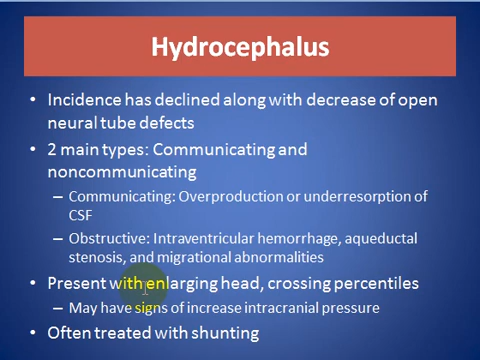 Hydrocephalus
• Incidence has declined along with decrease of open
neural tube defects
• 2 main types: Communicating and
noncommunicating
– Communicating: Overproduction or underresorption of
CSF
– Obstructive: Intraventricular hemorrhage, aqueductal
stenosis, and migrational abnormalities
• Present with enlarging head, crossing percentiles
– May have signs of increase intracranial pressure
• Often treated with shunting